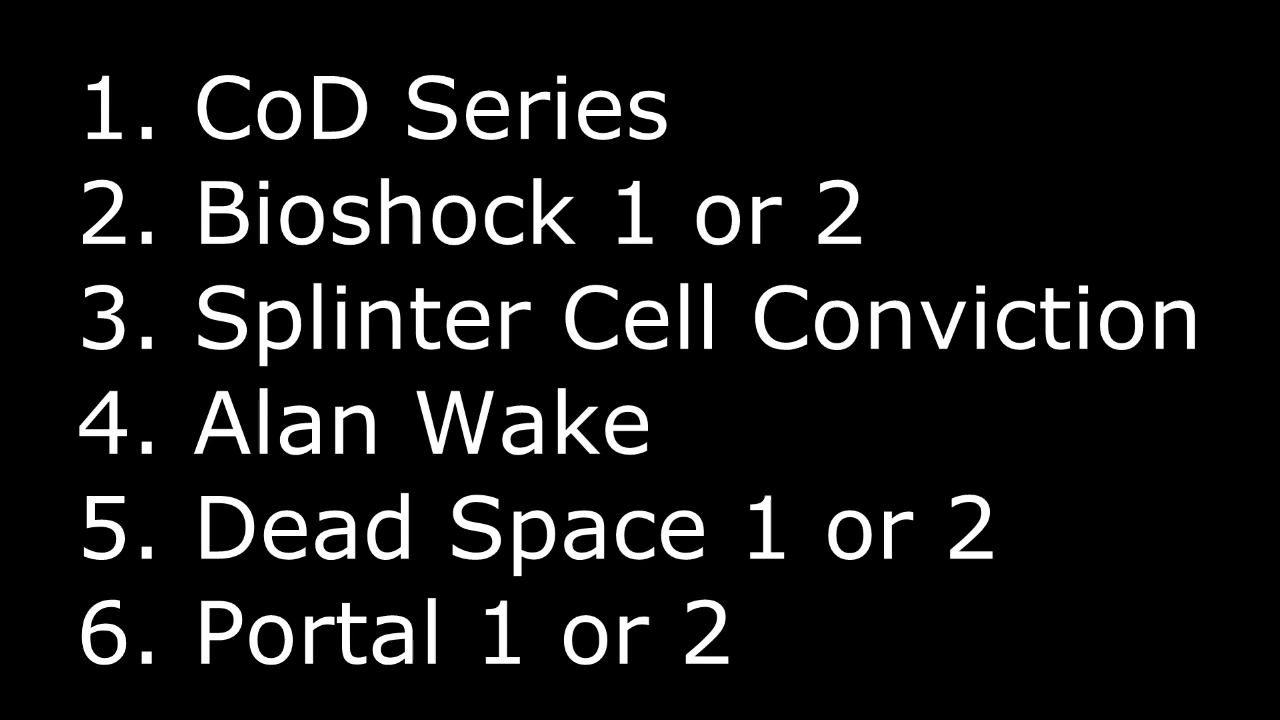 1. CoD Series
2. Bioshock 1 or 2
3. Splinter Cell Conviction
4. Alan Wake
5. Dead Space 1 or 2
6. Portal 1 or 2